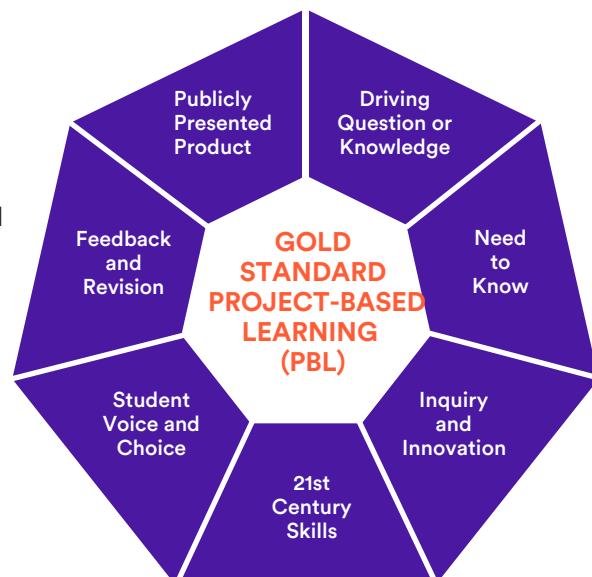 Publicly
Presented
Product
Driving
Question or
Knowledge
Feedback
and
Revision
GOLD
STANDARD
PROJECT-BASED
LEARNING
(PBL)
Need
to
Know
Student
Voice and
Choice
Inquiry
and
Innovation
21st
Century
Skills